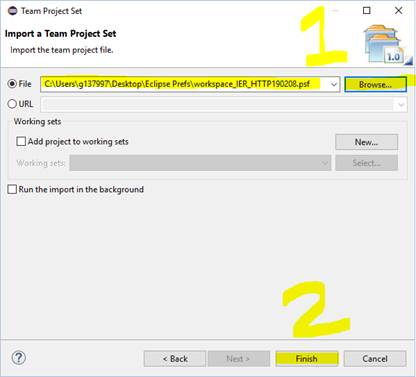 Team Project Set
Import a Team Project Set
Import the team project file.
1
1.0
File
C:\Users\g137997\Desktop\Eclipse Prefs\workspace_IER_HTTP190208.psf
Browse...
URL
Working sets
Add project to working sets
New...
Working sets:
Select...
Run the import in the background
2
?
< Back
Next >
Finish
Cancel